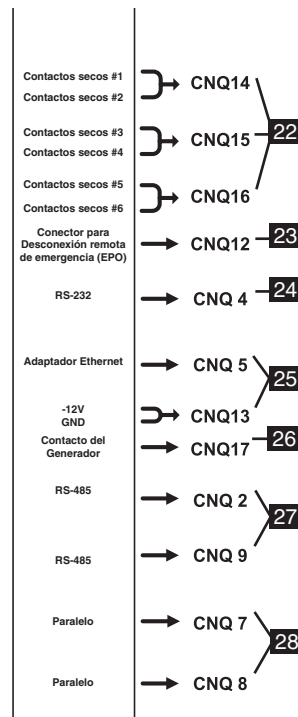 Contactos secos #1
Contactos secos #2
CNQ14
Contactos secos #3
Contactos secos #4
CNQ15
22
Contactos secos #5
Contactos secos #6
CNQ16
Conector para
Desconexión remota
de emergencia (EPO)
CNQ12
23
RS-232
CNQ 4
24
Adaptador Ethernet
CNQ 5
25
-12V
GND
CNQ13
Contacto del
Generador
CNQ17
26
RS-485
CNQ 2
27
RS-485
CNQ 9
Paralelo
CNQ 7
28
Paralelo
CNQ 8